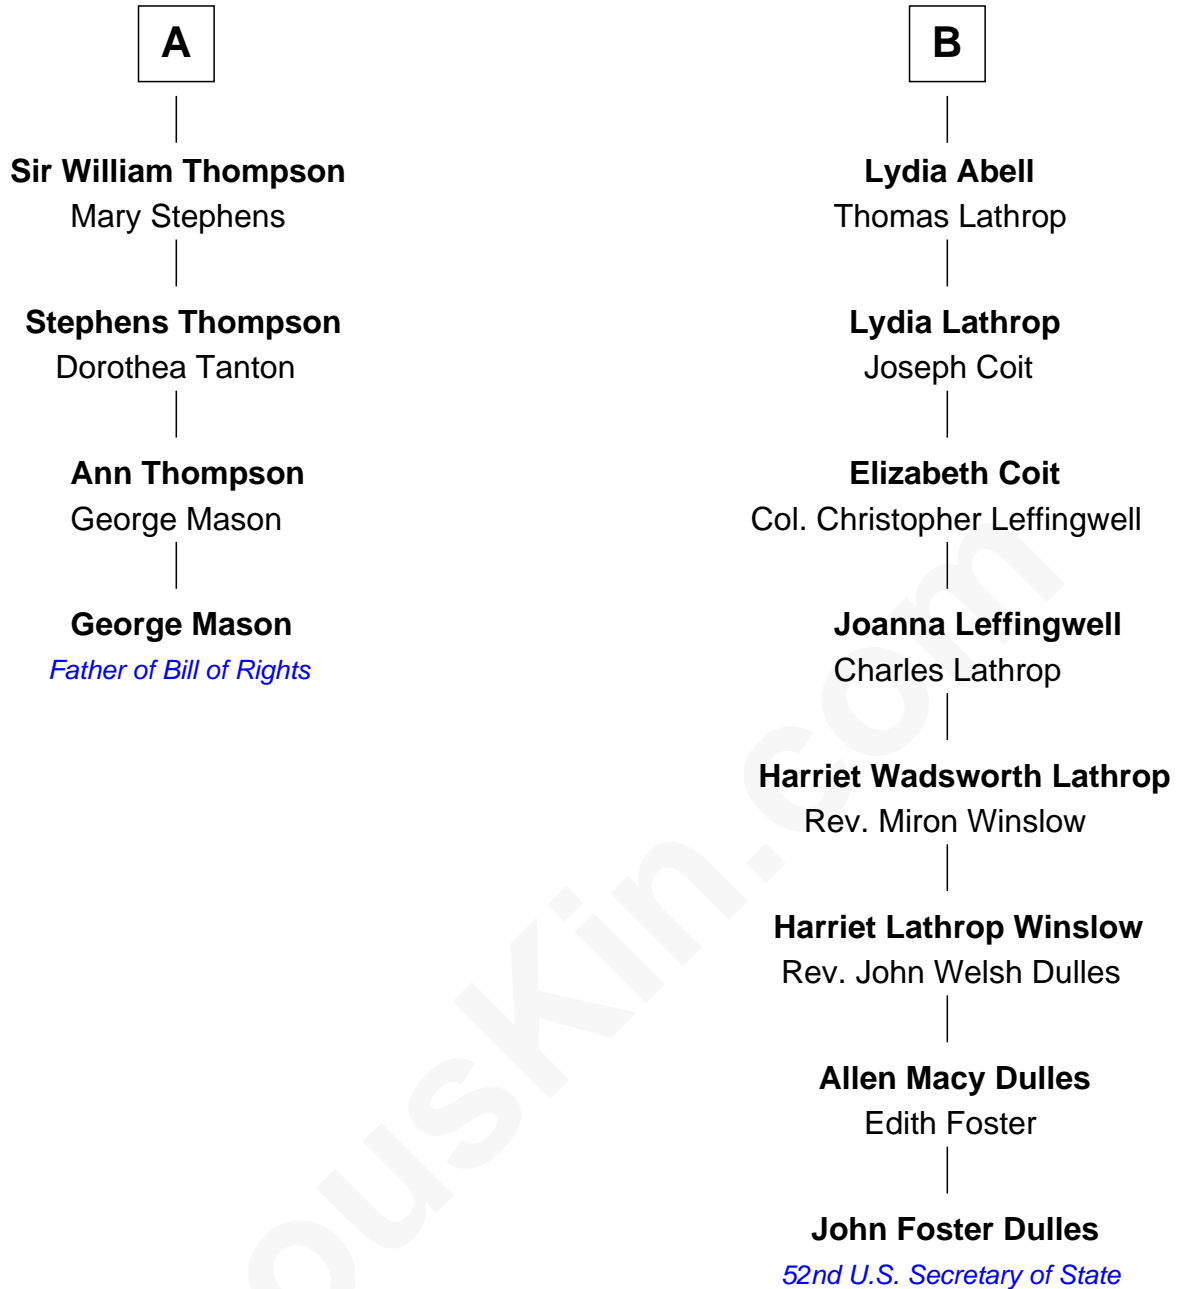 A
Sir William Thompson
Mary Stephens
Stephens Thompson
Dorothea Tanton
Ann Thompson
George Mason
George Mason
Father of Bill of Rights
B
Lydia Abell
Thomas Lathrop
Lydia Lathrop
Joseph Coit
Elizabeth Coit
Col. Christopher Leffingwell
Joanna Leffingwell
Charles Lathrop
Harriet Wadsworth Lathrop
Rev. Miron Winslow
Harriet Lathrop Winslow
Rev. John Welsh Dulles
Allen Macy Dulles
Edith Foster
John Foster Dulles
52nd U.S. Secretary of State
ousKin.com